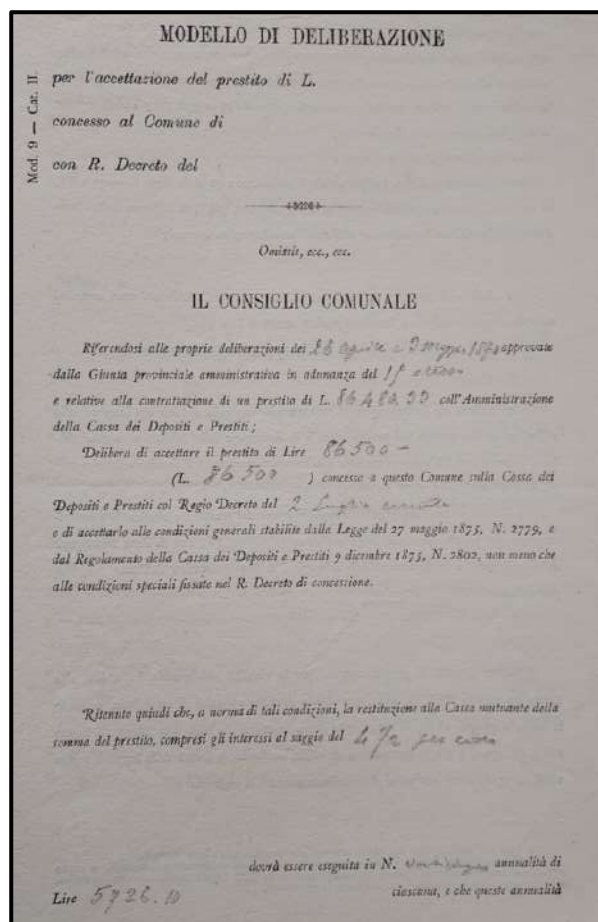 MODELLO DI DELIBERAZIONE
Mod. 9 — Cat. II.
per l'accettazione del prestito di L.
concesso al Comune di
con R. Decreto del
Omissis, ecc., ecc.
IL CONSIGLIO COMUNALE
Riferendosi alle proprie deliberazioni dei 26 aprile e 3 approvate
dalla Giunta provinciale amministrativa in adunanza del
e relative alla contrattazione di un prestito di L. 86480.99 coll'Amministrazione
della Cassa dei Depositi e Prestiti;
Delibera di accettare il prestito di Lire 86500 —
(L. 86500 ) concesso a questo Comune sulla Cassa dei
Depositi e Prestiti col Regio Decreto del 2 Luglio
e di accettarlo alle condizioni generali stabilite dalla Legge del 27 maggio 1875, N. 2779, e
dal Regolamento della Cassa dei Depositi e Prestiti 9 dicembre 1875, N. 2802, non meno che
alle condizioni speciali fissate nel R. Decreto di concessione.
Ritenuto quindi che, a norma di tali condizioni, la restituzione alla Cassa mutuante della
somma del prestito, compresi gli interessi al saggio del
dovrà essere eseguita in N. annualità di
Lire 5726.10 ciascuna, e che queste annualità